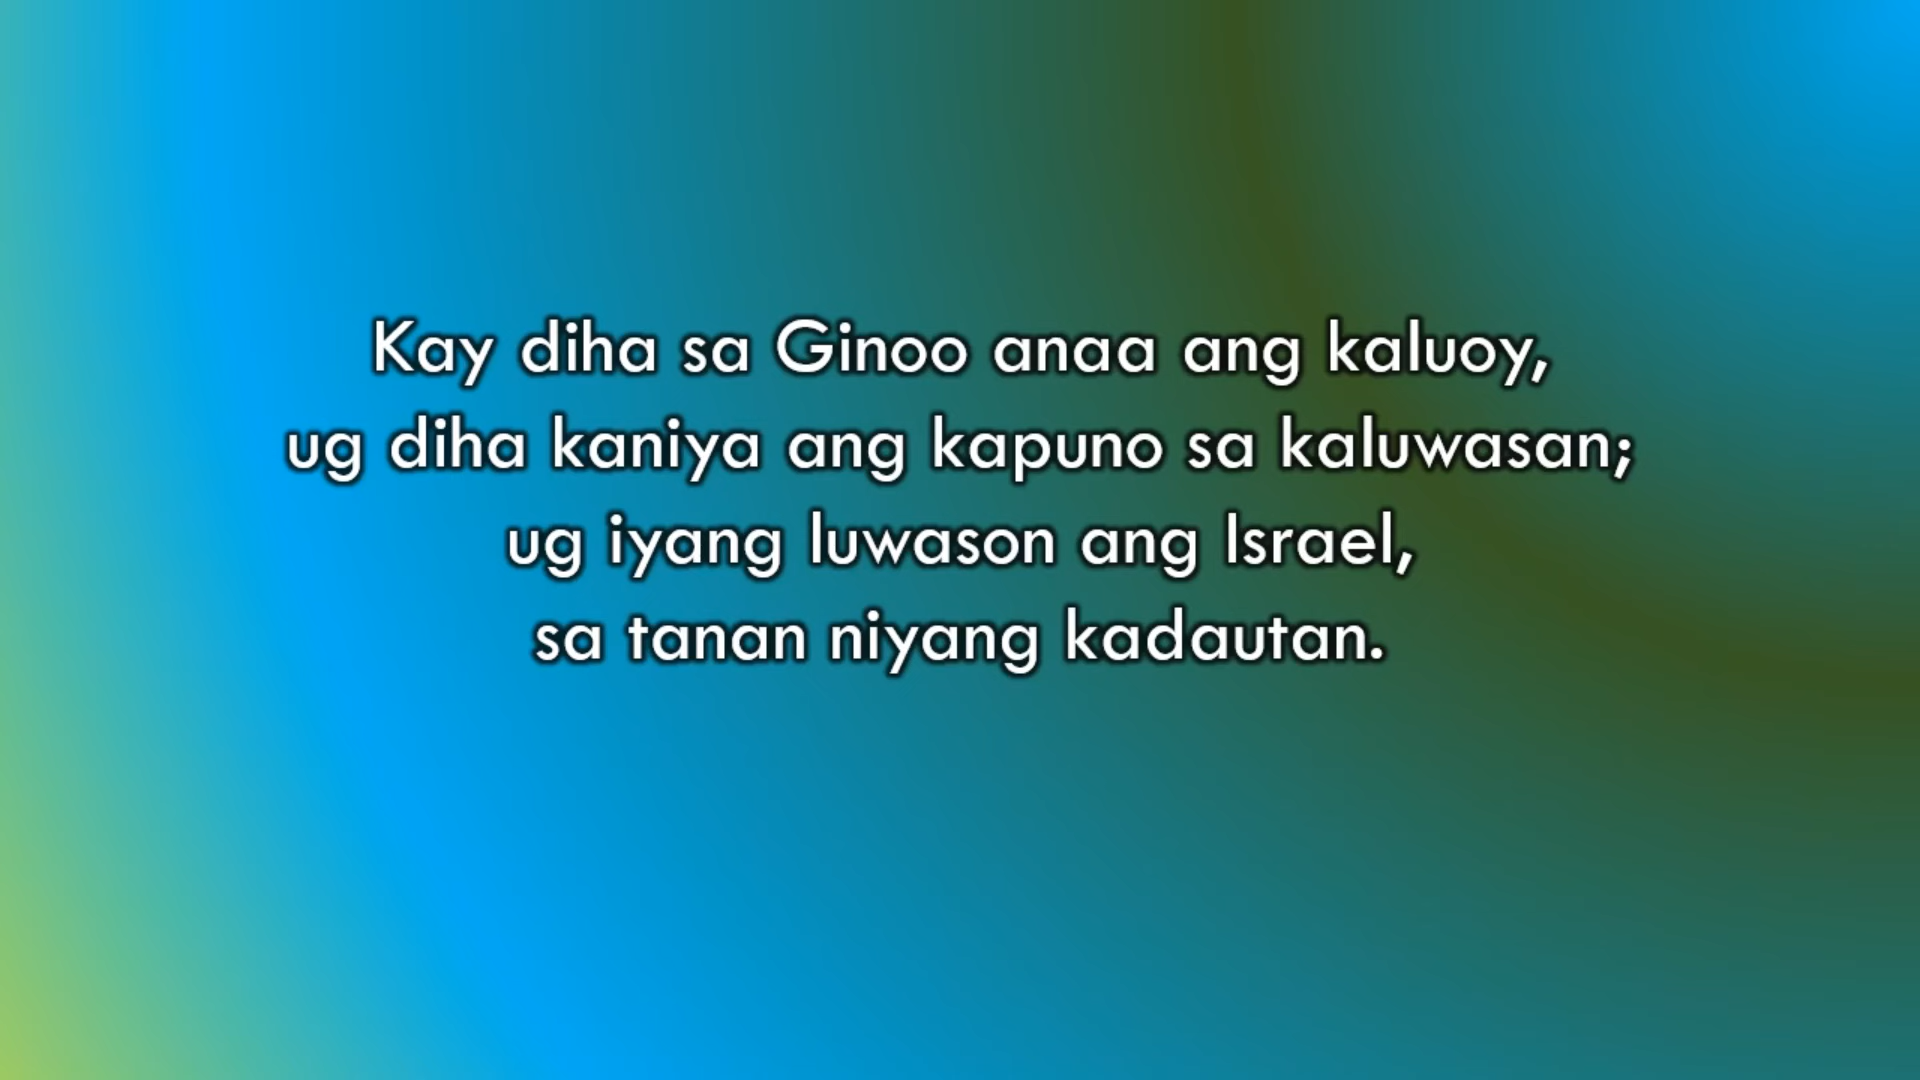 Kay diha sa Ginoo anaa ang kaluoy,
ug diha kaniya ang kapuno sa kaluwasan;
ug iyang luwason ang Israel,
sa tanan niyang kadautan.